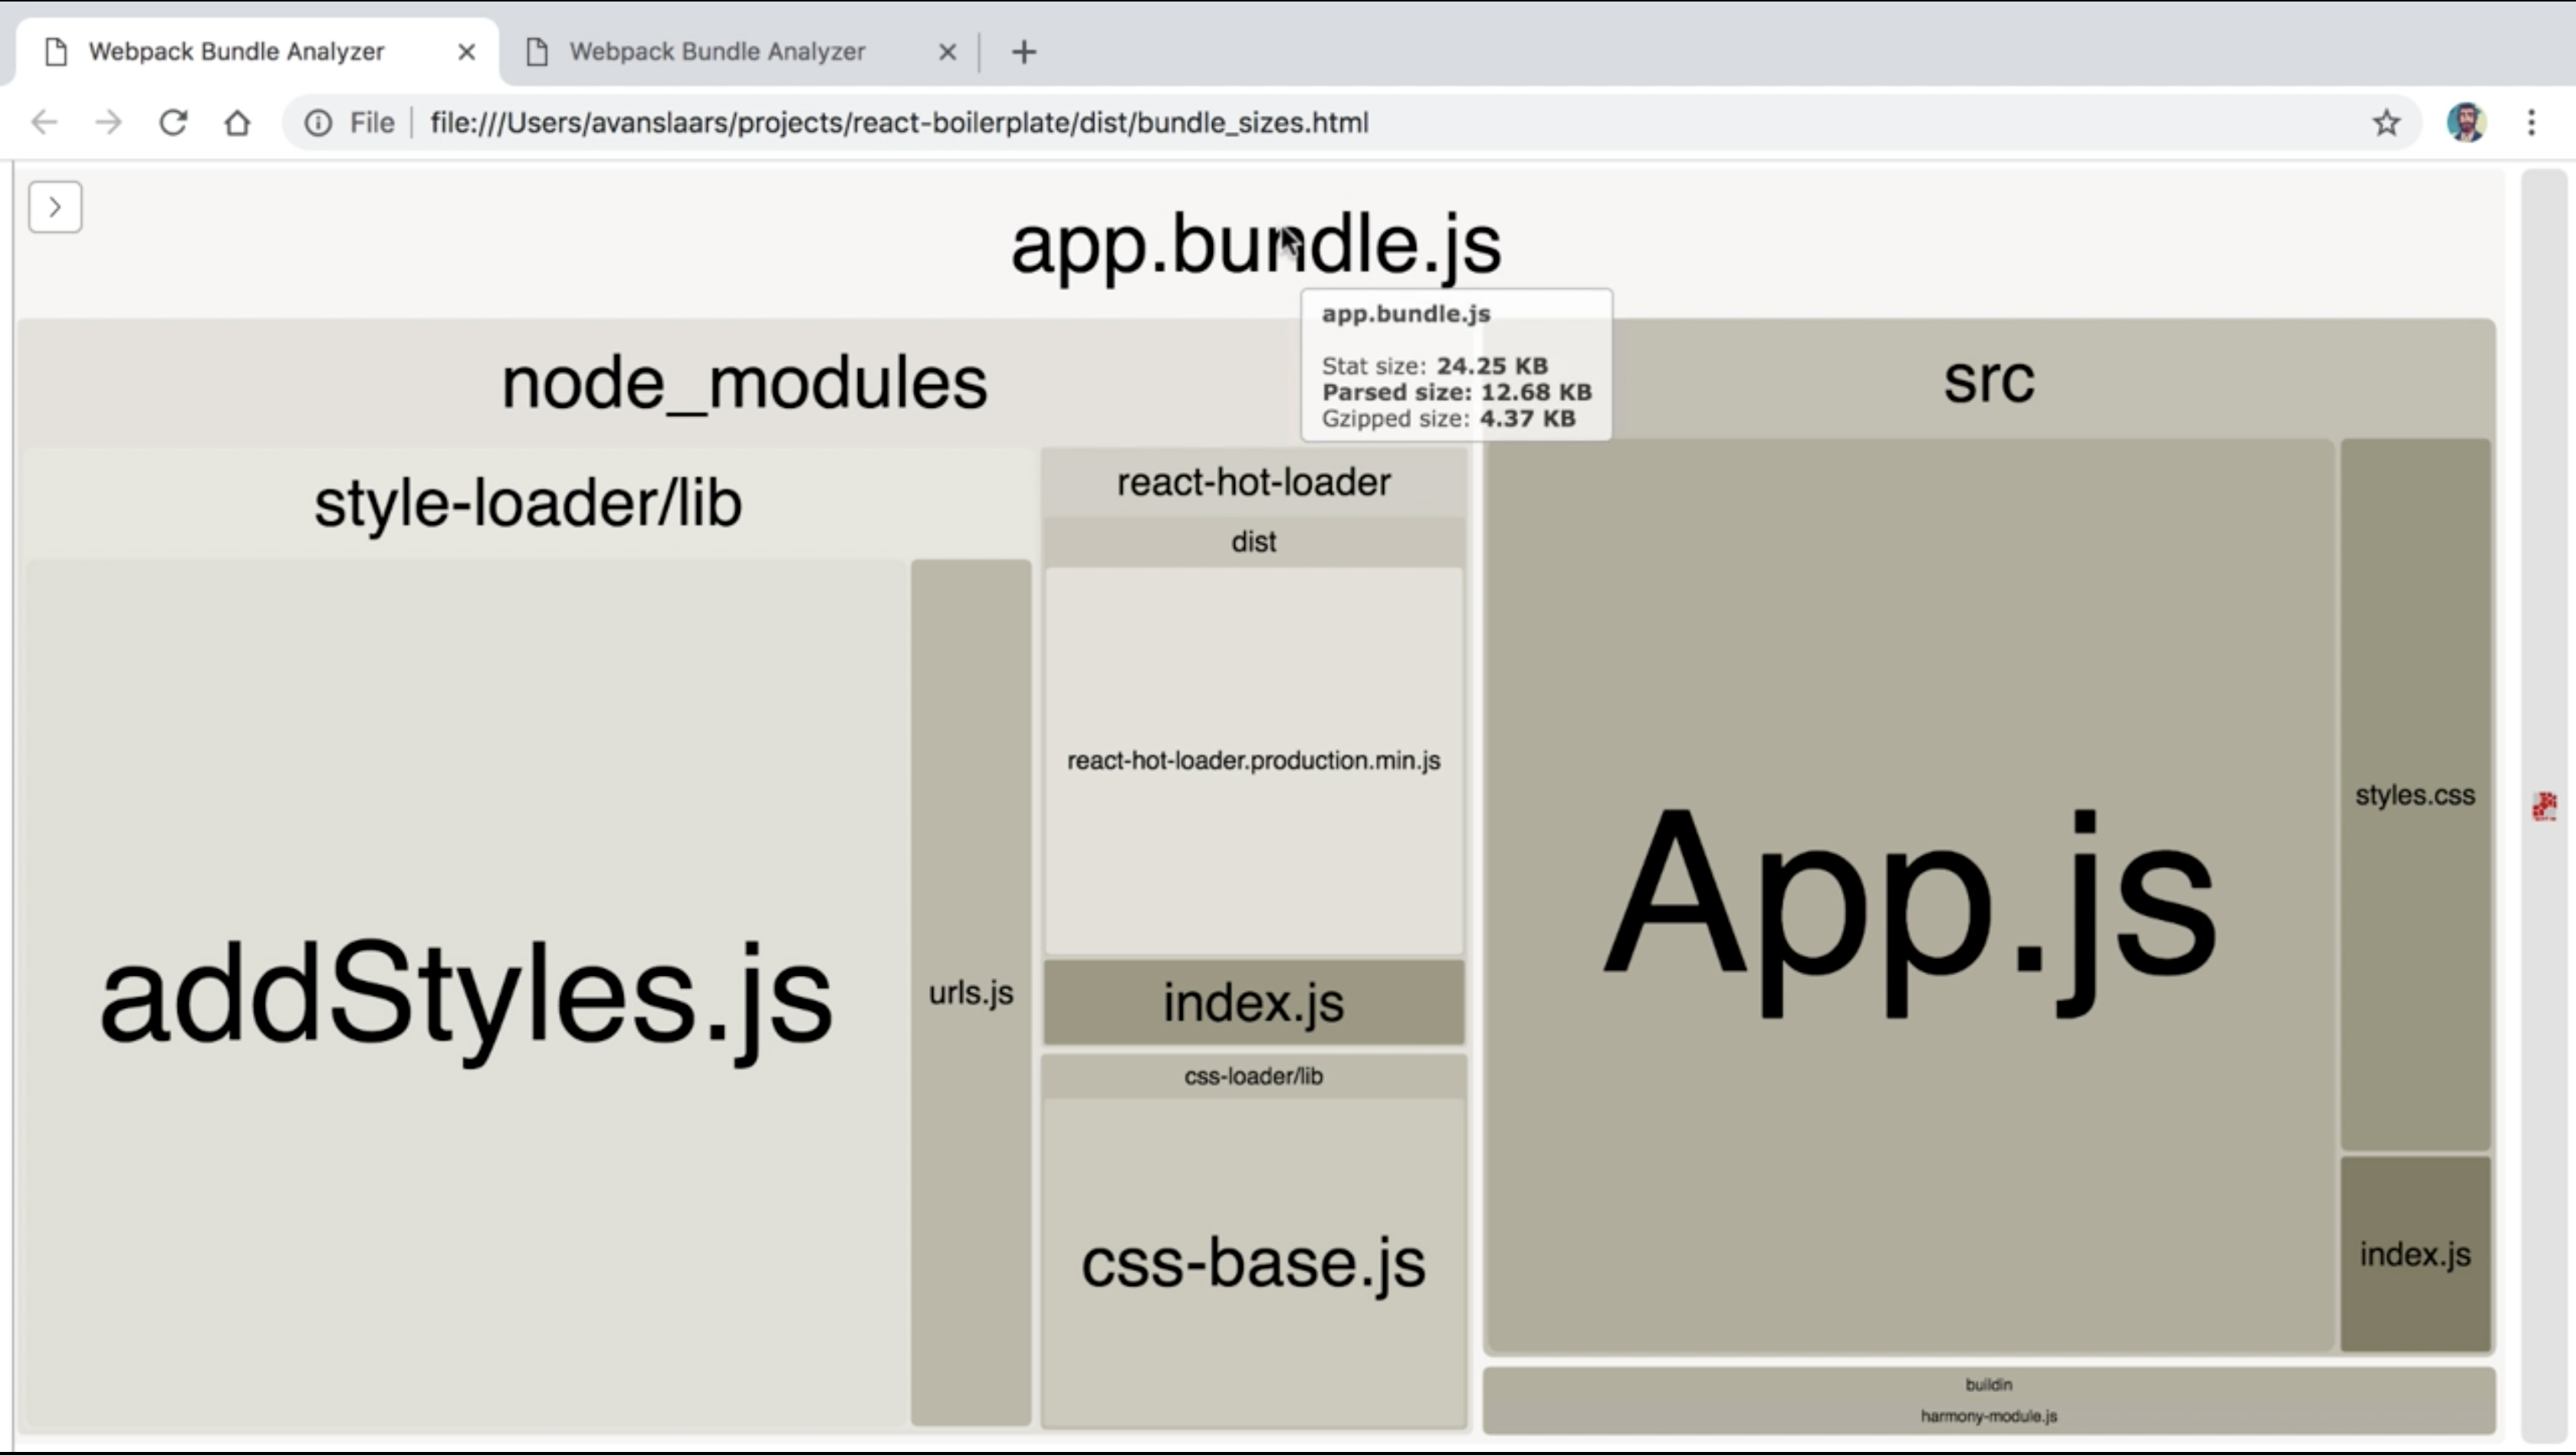 Webpack Bundle Analyzer
Webpack Bundle Analyzer
File
file:///Users/avanslaars/projects/react-boilerplate/dist/bundle_sizes.html
app.bundle.js
app.bundle.js
Stat size: 24.25 KB
Parsed size: 12.68 KB
Gzipped size: 4.37 KB
node_modules
style-loader/lib
addStyles.js
urls.js
react-hot-loader
dist
react-hot-loader.production.min.js
index.js
css-loader/lib
css-base.js
src
App.js
styles.css
index.js
buildin
harmony-module.js